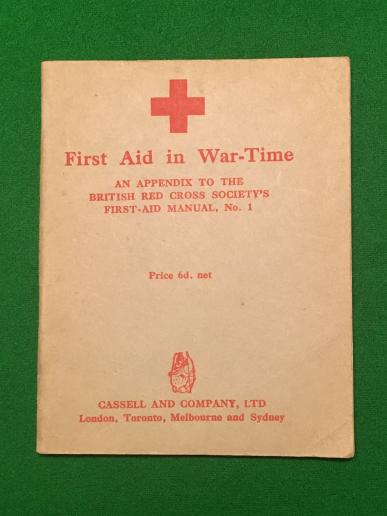 First Aid in War-Time
AN APPENDIX TO THE
BRITISH RED CROSS SOCIETY'S
FIRST-AID MANUAL, No. 1
Price 6d. net
CASSELL AND COMPANY, LTD
London, Toronto, Melbourne and Sydney